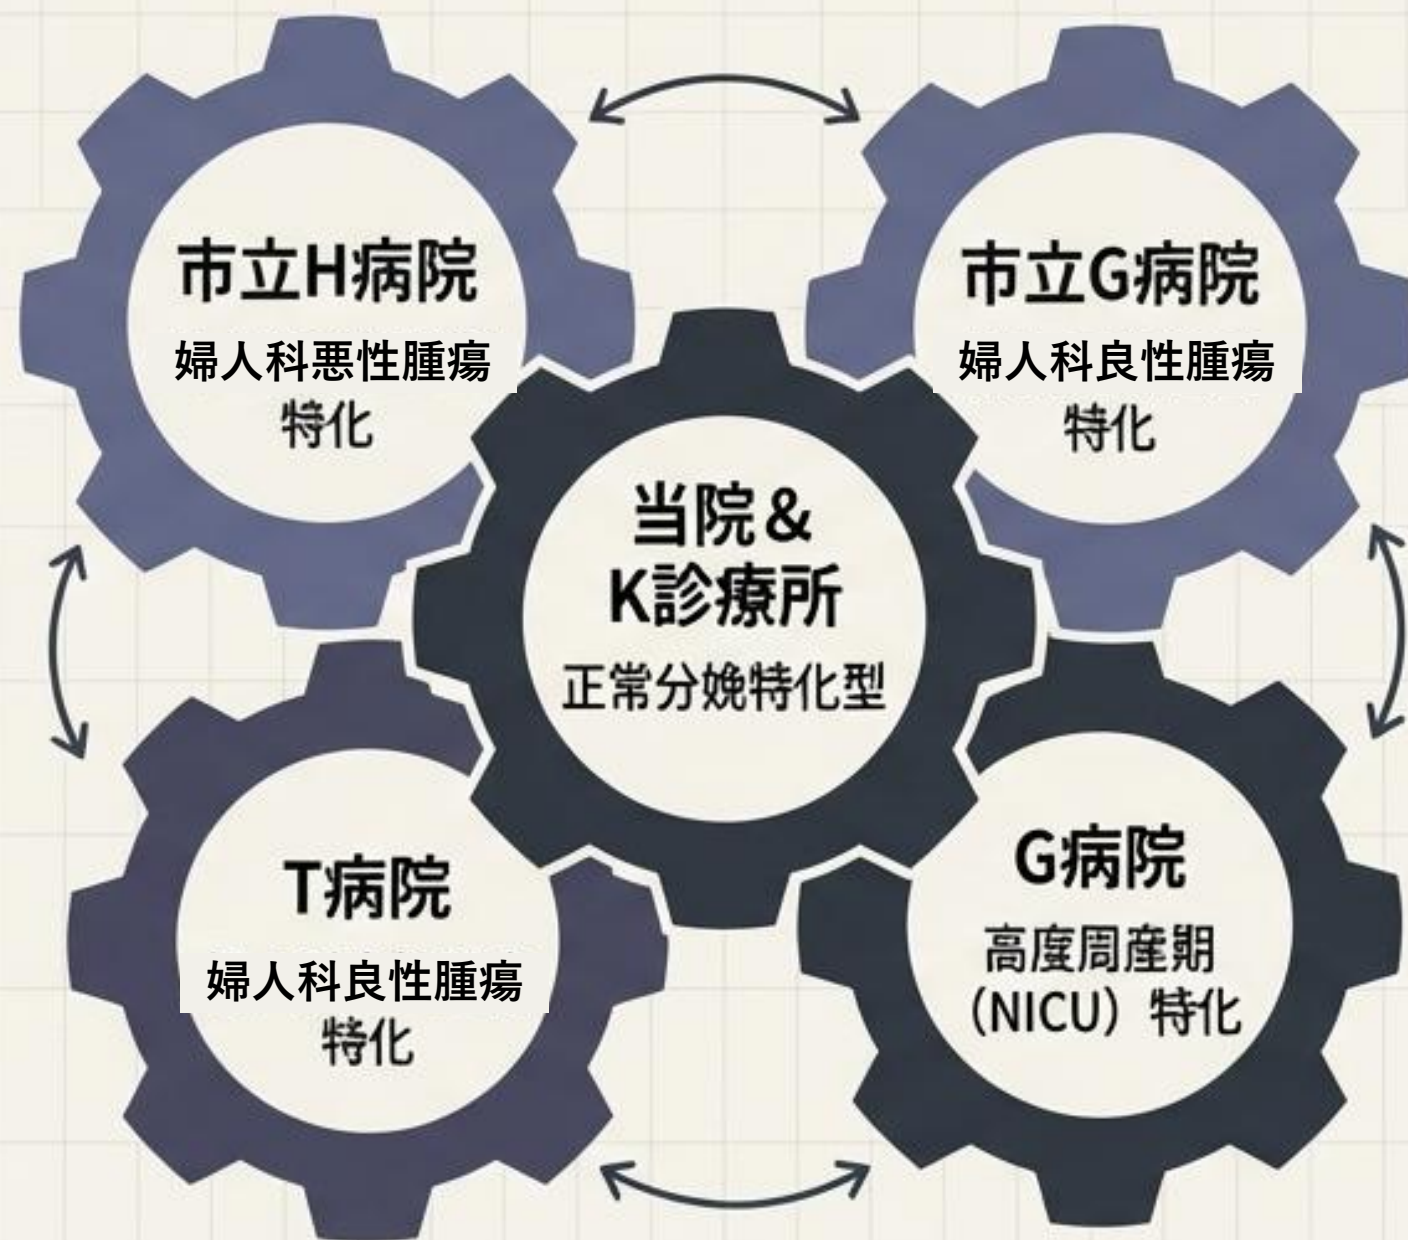 市立H病院
婦人科悪性腫瘍
特化
市立G病院
婦人科良性腫瘍
特化
当院&
K診療所
正常分娩特化型
T病院
婦人科良性腫瘍
特化
G病院
高度周産期
（NICU）特化